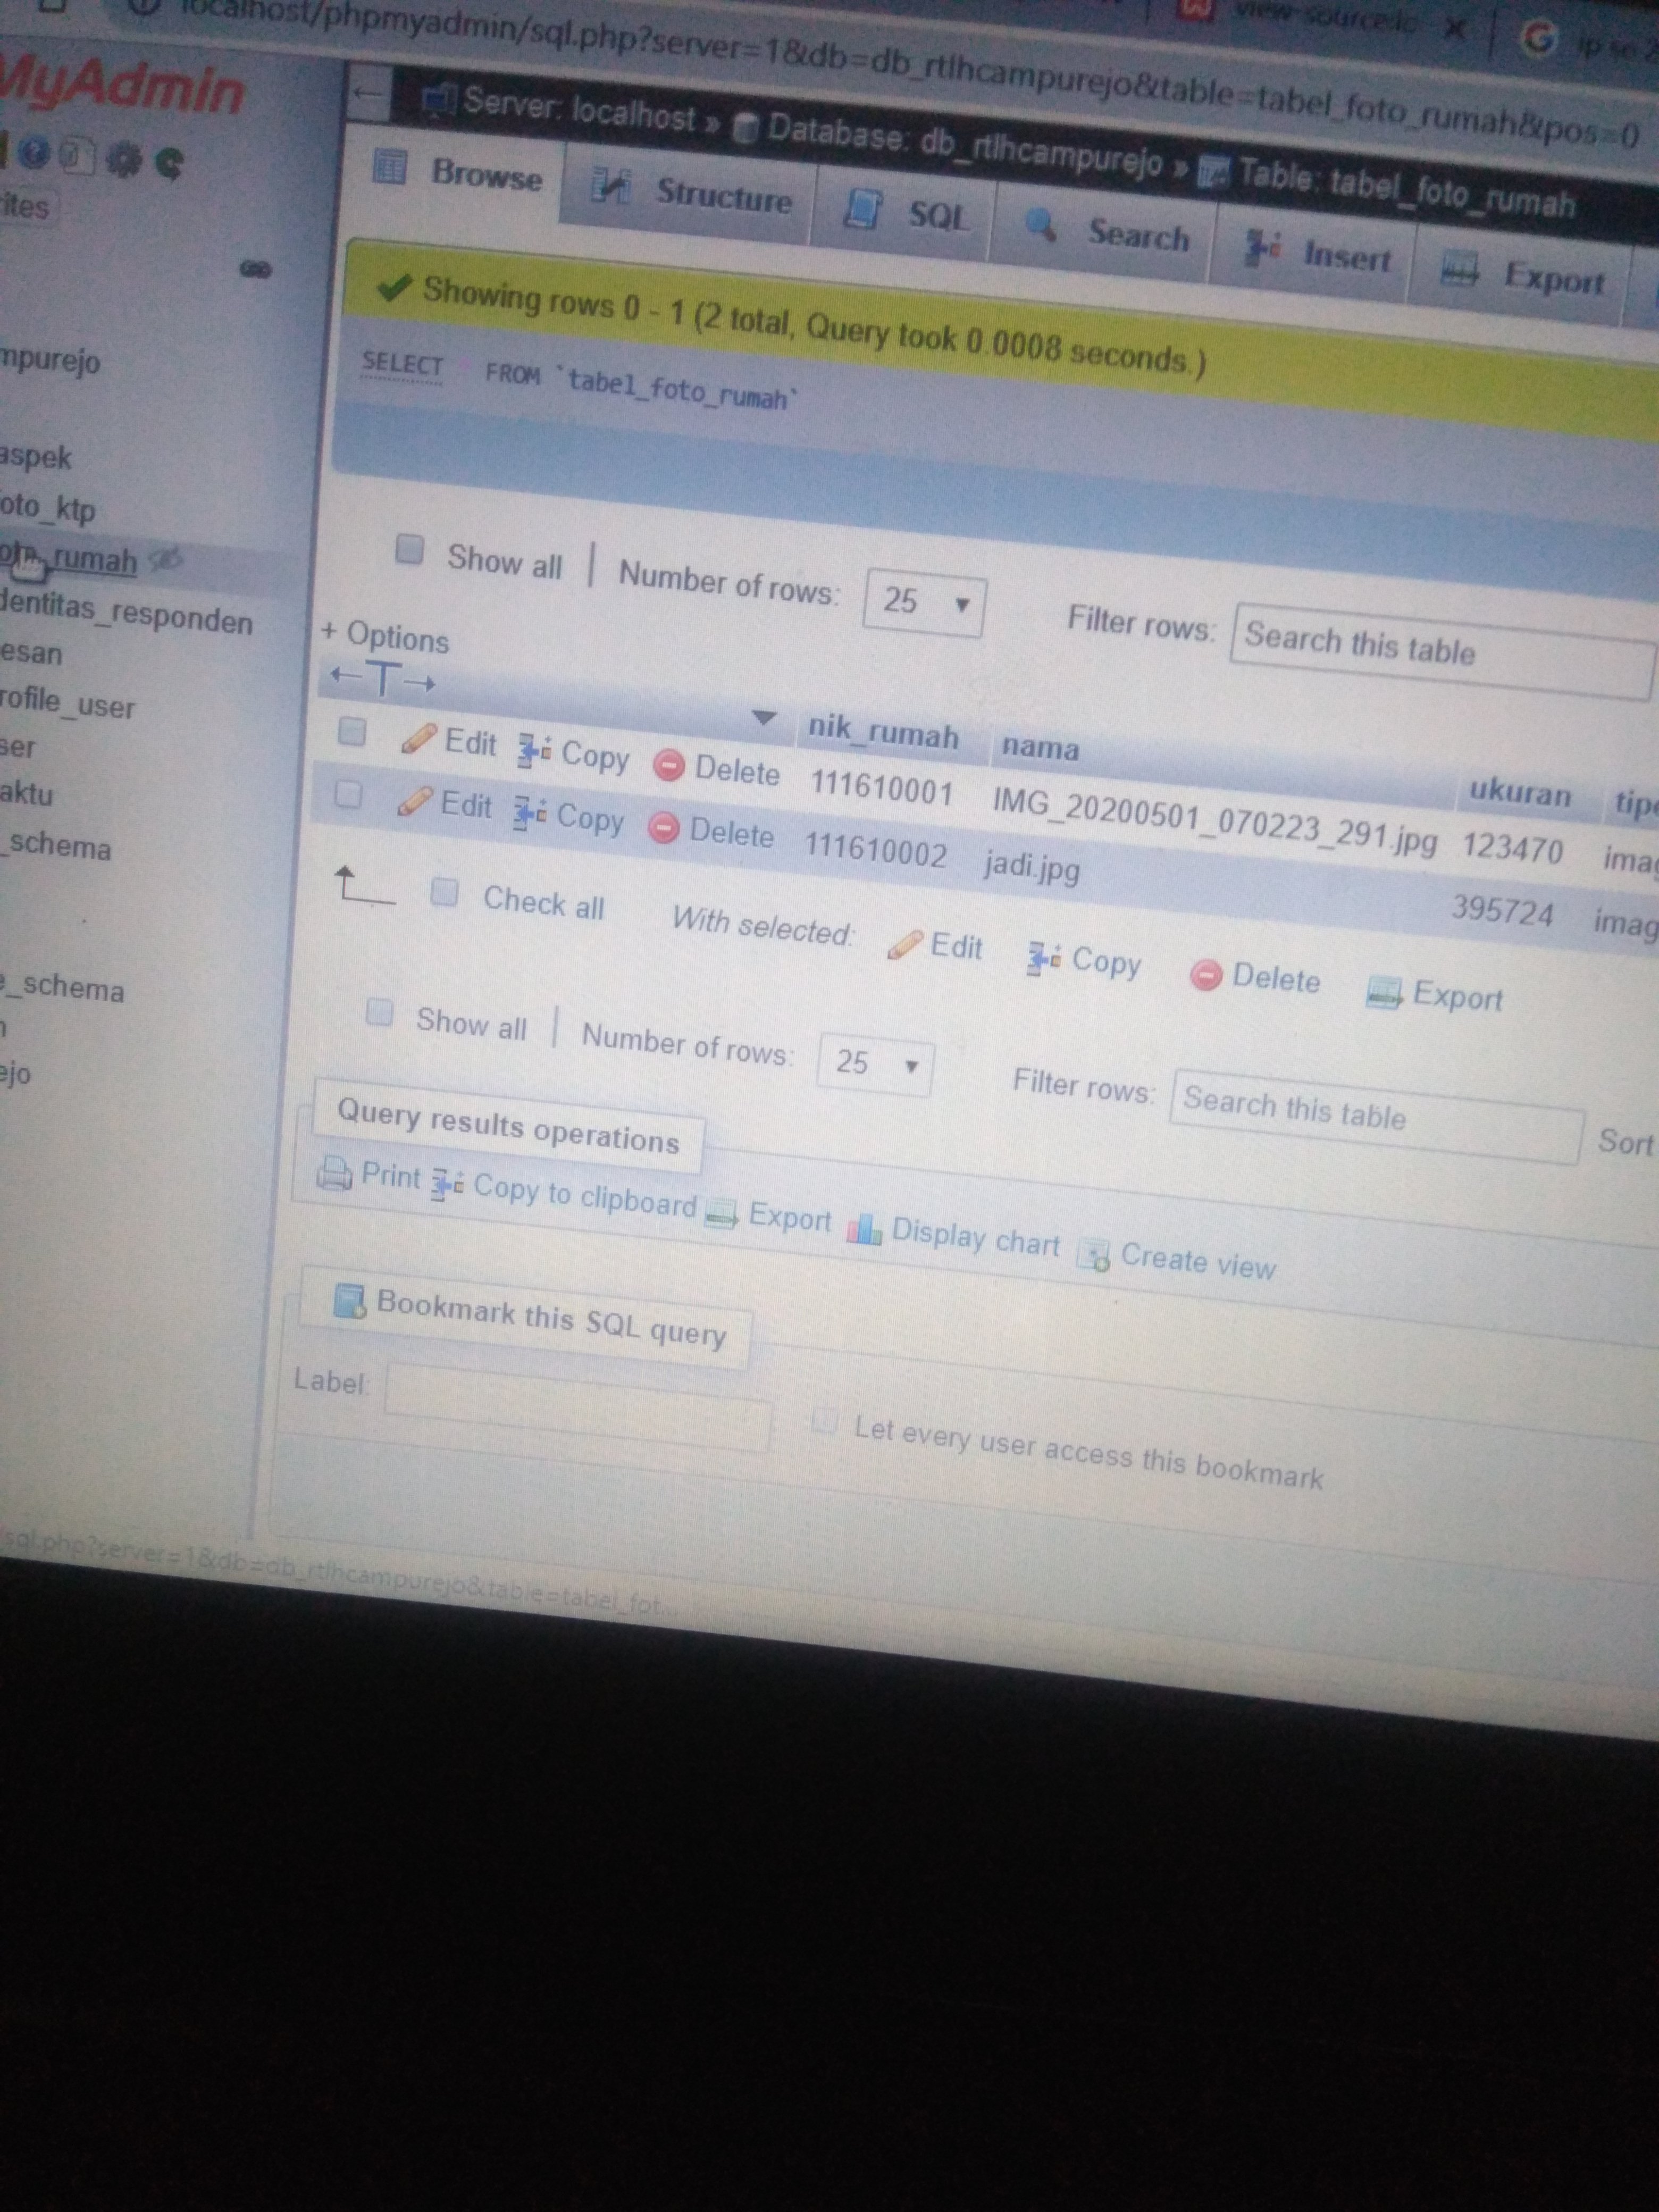 view-source:lc
localhost/phpmyadmin/sql.php?server=1&db=db_rtlhcampurejo&table=tabel_foto_rumah&pos=0
MyAdmin
Server: localhost » Database: db_rtlhcampurejo » Table: tabel_foto_rumah
Browse Structure SQL Search Insert Export
ites
Showing rows 0 - 1 (2 total, Query took 0.0008 seconds.)
SELECT * FROM `tabel_foto_rumah`
mpurejo
aspek
oto_ktp
rumah
dentitas_responden
esan
rofile_user
ser
aktu
_schema
e_schema
ejo
Show all | Number of rows: 25 Filter rows: Search this table
+ Options
←T→ nik_rumah nama ukuran tipe
Edit Copy Delete 111610001 IMG_20200501_070223_291.jpg 123470 imag
Edit Copy Delete 111610002 jadi.jpg 395724 imag
Check all With selected: Edit Copy Delete Export
Show all | Number of rows: 25 Filter rows: Search this table Sort
Query results operations
Print Copy to clipboard Export Display chart Create view
Bookmark this SQL query
Label: Let every user access this bookmark
sql.php?server=1&db=db_rtlhcampurejo&table=tabel_fot...